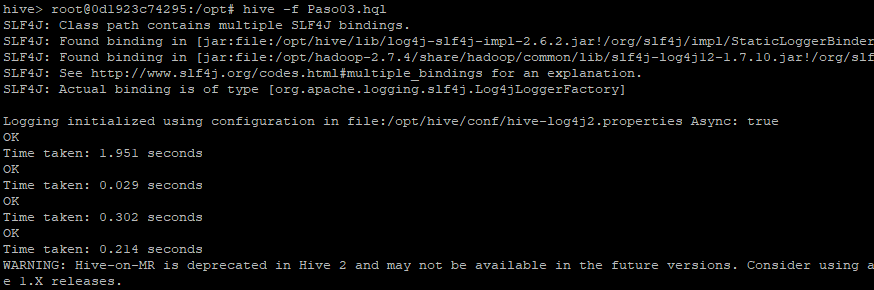 hive> root@0d1923c74295:/opt# hive -f Paso03.hql
SLF4J: Class path contains multiple SLF4J bindings.
SLF4J: Found binding in [jar:file:/opt/hive/lib/log4j-slf4j-impl-2.6.2.jar!/org/slf4j/impl/StaticLoggerBinder
SLF4J: Found binding in [jar:file:/opt/hadoop-2.7.4/share/hadoop/common/lib/slf4j-log4j12-1.7.10.jar!/org/slf
SLF4J: See http://www.slf4j.org/codes.html#multiple_bindings for an explanation.
SLF4J: Actual binding is of type [org.apache.logging.slf4j.Log4jLoggerFactory]
Logging initialized using configuration in file:/opt/hive/conf/hive-log4j2.properties Async: true
OK
Time taken: 1.951 seconds
OK
Time taken: 0.029 seconds
OK
Time taken: 0.302 seconds
OK
Time taken: 0.214 seconds
WARNING: Hive-on-MR is deprecated in Hive 2 and may not be available in the future versions. Consider using a
e 1.X releases.